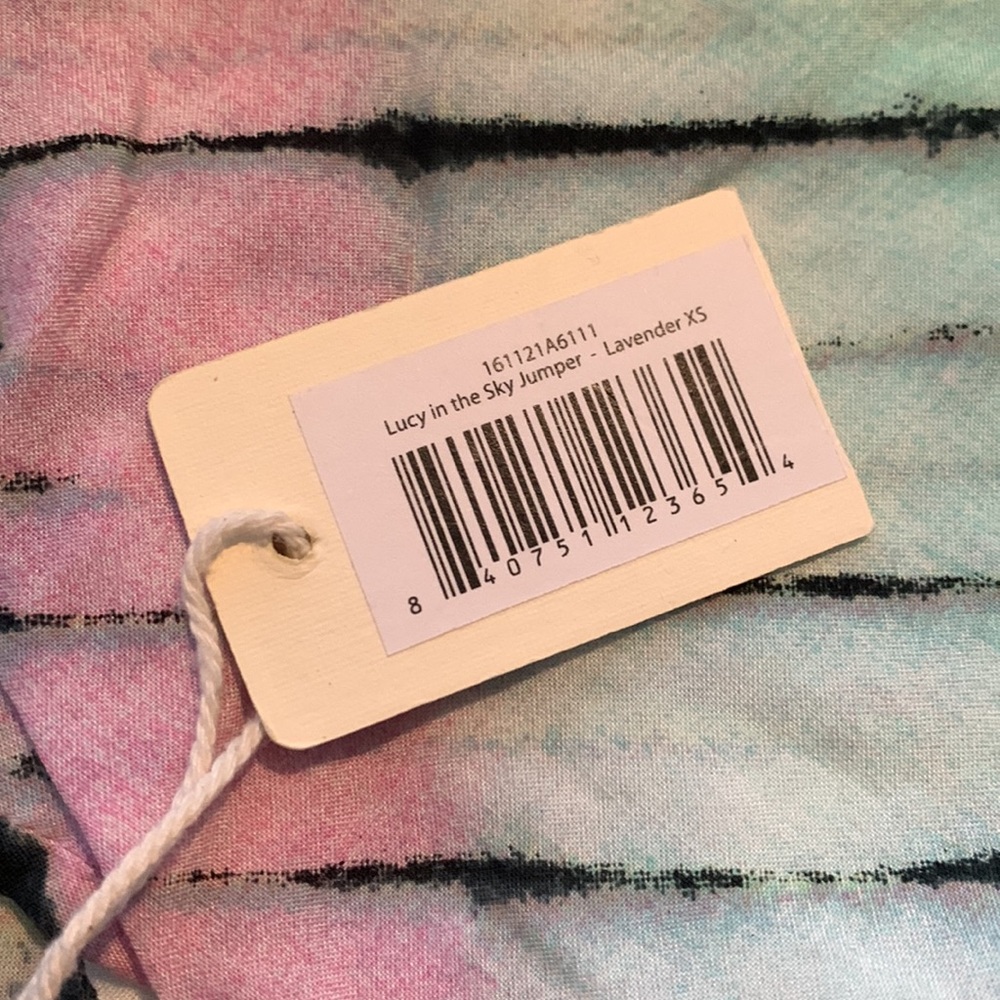 161121A6111
Lucy in the Sky Jumper - Lavender XS
8 40751 12365 4